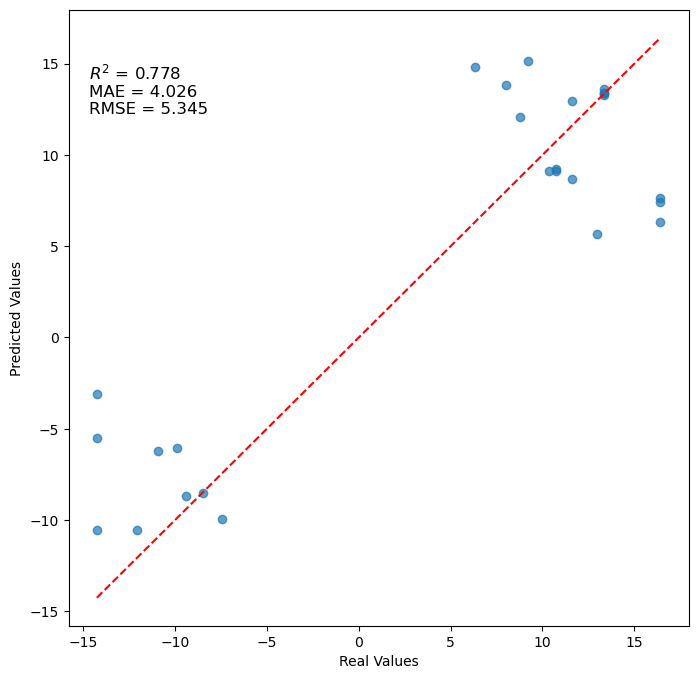 R² = 0.778
MAE = 4.026
RMSE = 5.345
15
10
5
0
−5
−10
−15
Predicted Values
−15 −10 −5 0 5 10 15
Real Values